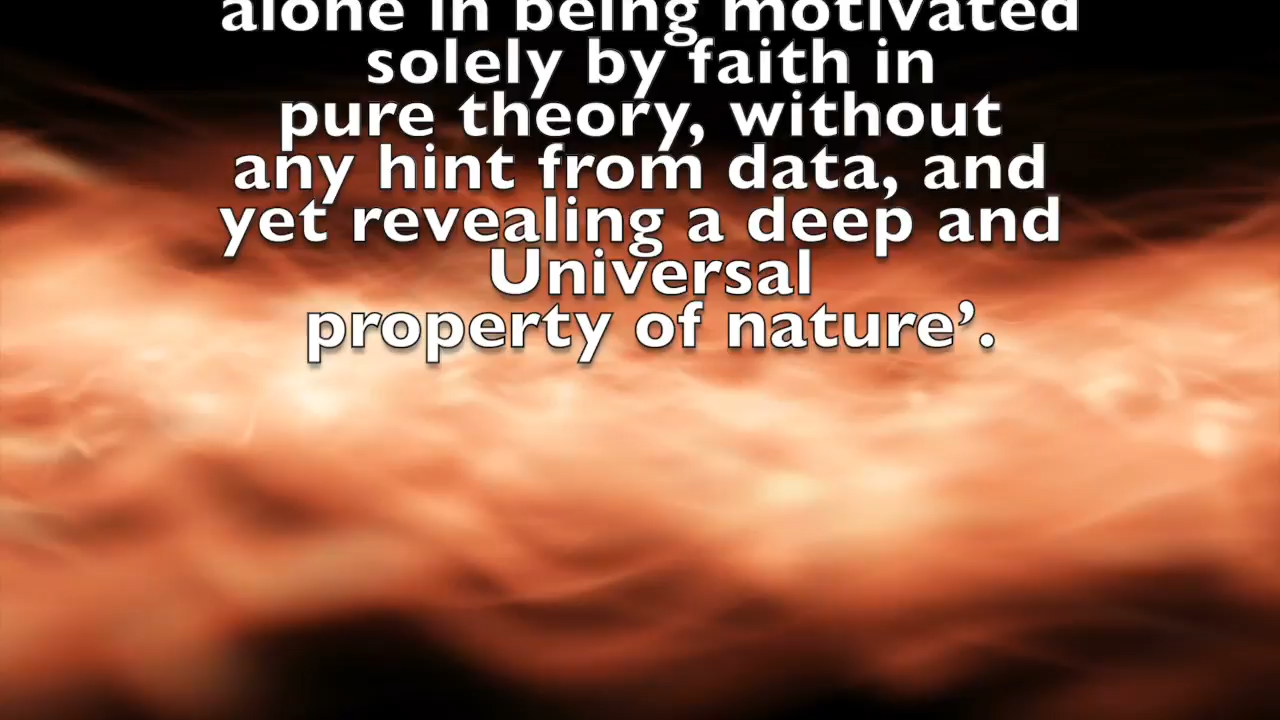 alone in being motivated
solely by faith in
pure theory, without
any hint from data, and
yet revealing a deep and
Universal
property of nature’.